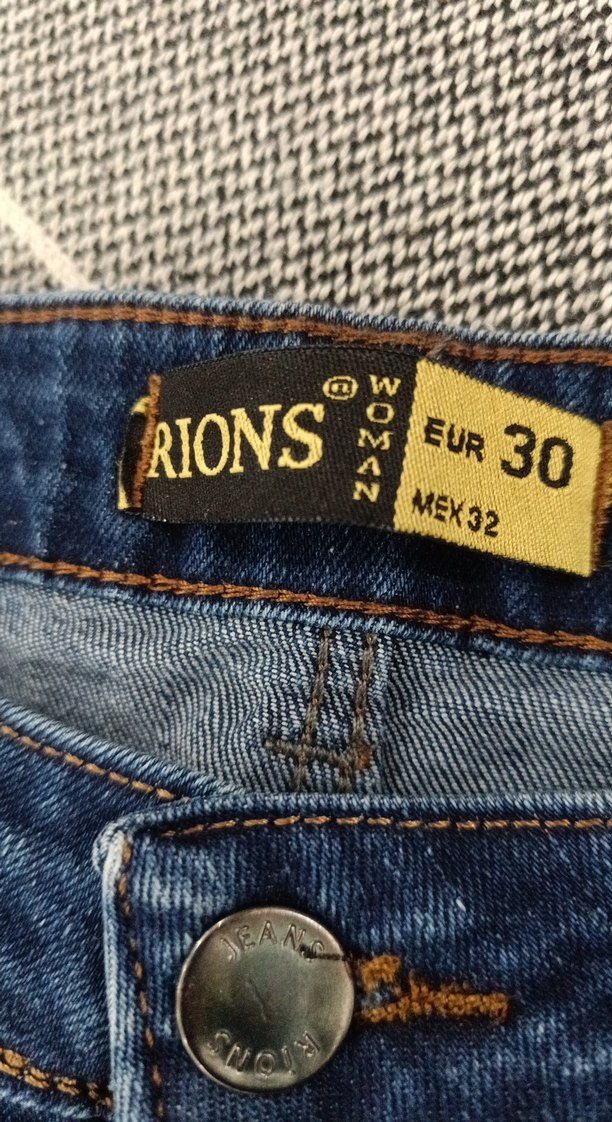 RIONS @
WOMAN
EUR 30
MEX 32
JEANS
RIONS